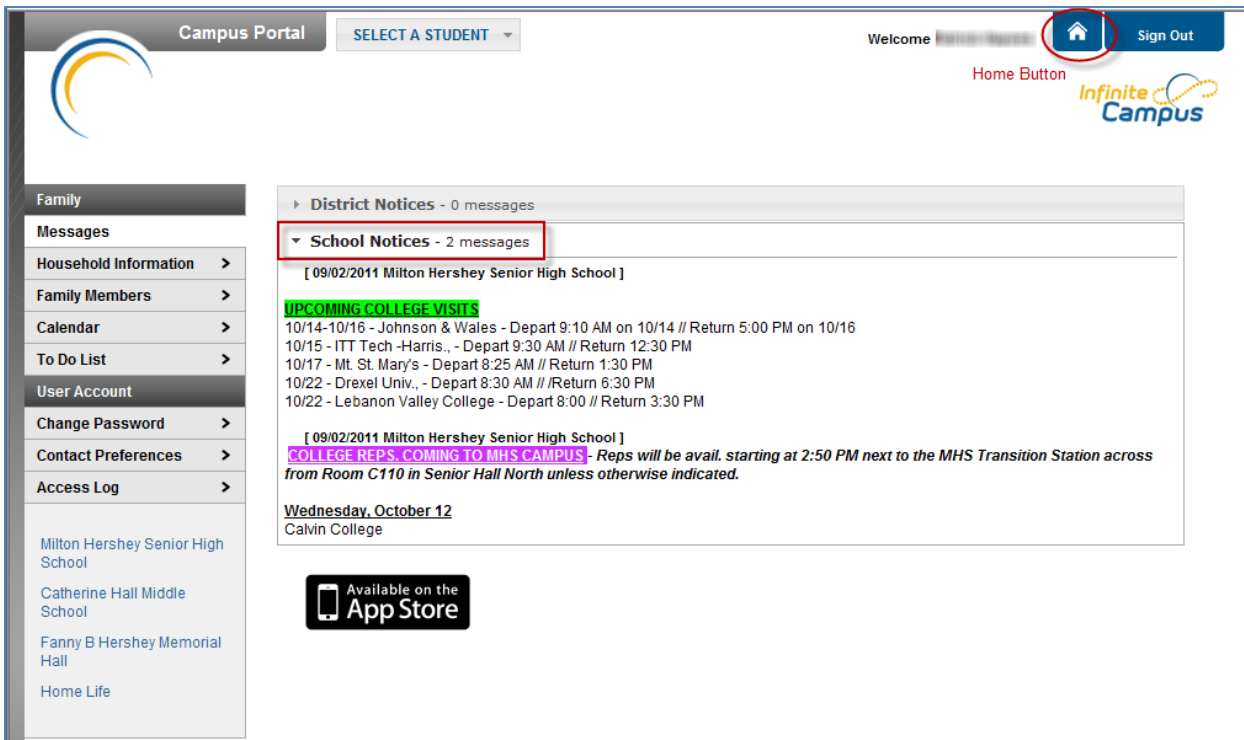 Campus Portal
SELECT A STUDENT
Welcome
Sign Out
Home Button
Infinite
Campus
Family
Messages
Household Information >
Family Members >
Calendar >
To Do List >
User Account
Change Password >
Contact Preferences >
Access Log >
Milton Hershey Senior High
School
Catherine Hall Middle
School
Fanny B Hershey Memorial
Hall
Home Life
District Notices - 0 messages
School Notices - 2 messages
[ 09/02/2011 Milton Hershey Senior High School ]
UPCOMING COLLEGE VISITS
10/14-10/16 - Johnson & Wales - Depart 9:10 AM on 10/14 // Return 5:00 PM on 10/16
10/15 - ITT Tech -Harris., - Depart 9:30 AM // Return 12:30 PM
10/17 - Mt. St. Mary's - Depart 8:25 AM // Return 1:30 PM
10/22 - Drexel Univ., - Depart 8:30 AM // /Return 6:30 PM
10/22 - Lebanon Valley College - Depart 8:00 // Return 3:30 PM
[ 09/02/2011 Milton Hershey Senior High School ]
COLLEGE REPS. COMING TO MHS CAMPUS - Reps will be avail. starting at 2:50 PM next to the MHS Transition Station across
from Room C110 in Senior Hall North unless otherwise indicated.
Wednesday, October 12
Calvin College
Available on the
App Store